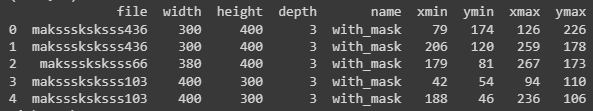 file width height depth name xmin ymin xmax ymax
0 maksssksksss436 300 400 3 with_mask 79 174 126 226
1 maksssksksss436 300 400 3 with_mask 206 120 259 178
2 maksssksksss66 380 400 3 with_mask 179 81 267 173
3 maksssksksss103 400 300 3 with_mask 42 54 94 110
4 maksssksksss103 400 300 3 with_mask 188 46 236 106